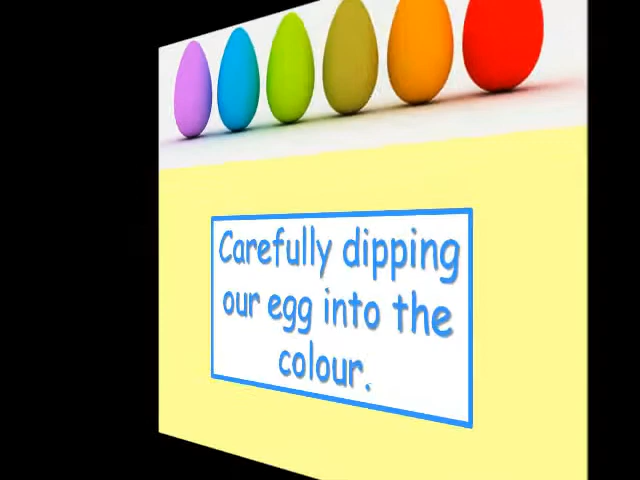 Carefully dipping
our egg into the
colour.